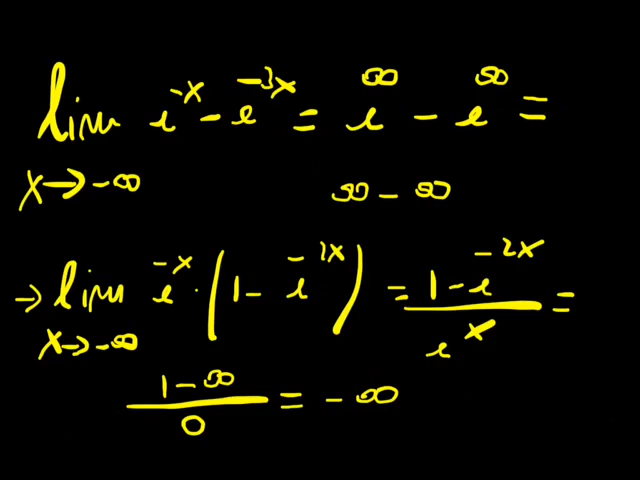 lim e^-x - e^-3x = e^∞ - e^∞ =
x → -∞ ∞ - ∞
→ lim e^-x · (1 - e^-2x) = (1 - e^-2x)/(e^x) =
x → -∞
(1 - ∞)/0 = -∞